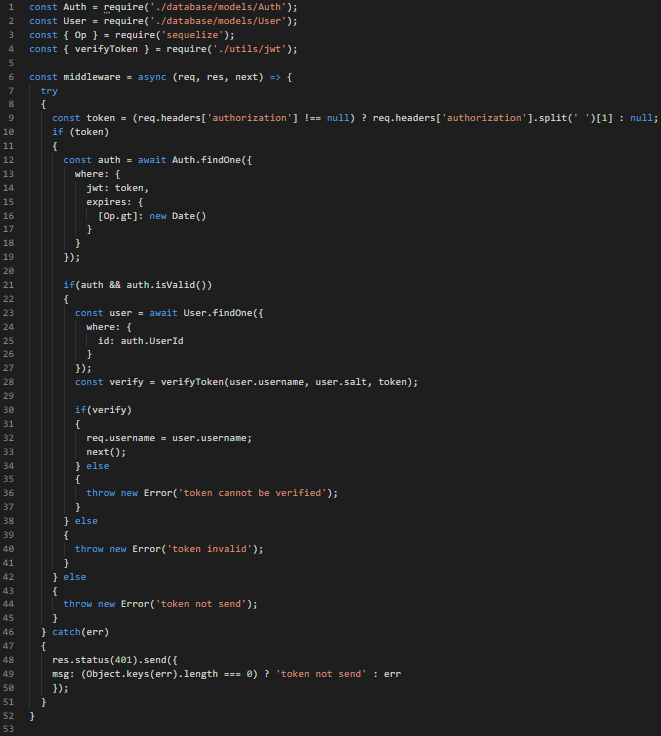 1 const Auth = require('./database/models/Auth');
2 const User = require('./database/models/User');
3 const { Op } = require('sequelize');
4 const { verifyToken } = require('./utils/jwt');
5
6 const middleware = async (req, res, next) => {
7   try
8   {
9     const token = (req.headers['authorization'] !== null) ? req.headers['authorization'].split(' ')[1] : null;
10     if (token)
11     {
12       const auth = await Auth.findOne({
13         where: {
14           jwt: token,
15           expires: {
16             [Op.gt]: new Date()
17           }
18         }
19       });
20
21       if(auth && auth.isValid())
22       {
23         const user = await User.findOne({
24           where: {
25             id: auth.UserId
26           }
27         });
28         const verify = verifyToken(user.username, user.salt, token);
29
30         if(verify)
31         {
32           req.username = user.username;
33           next();
34         } else
35         {
36           throw new Error('token cannot be verified');
37         }
38       } else
39       {
40         throw new Error('token invalid');
41       }
42     } else
43     {
44       throw new Error('token not send');
45     }
46   } catch(err)
47   {
48     res.status(401).send({
49     msg: (Object.keys(err).length === 0) ? 'token not send' : err
50     });
51   }
52 }
53